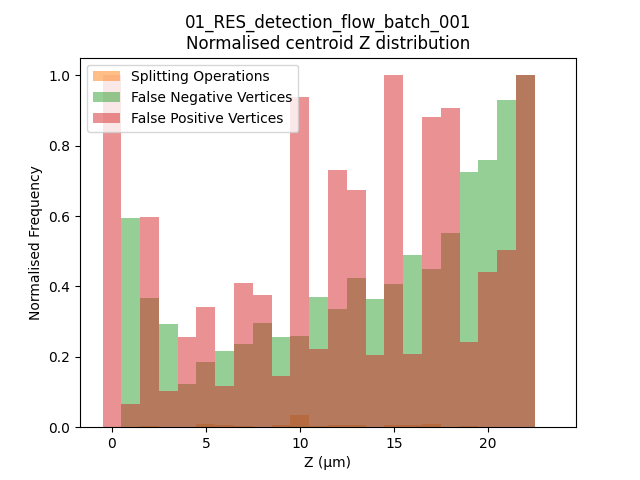 01_RES_detection_flow_batch_001
Normalised centroid Z distribution
Splitting Operations
False Negative Vertices
False Positive Vertices
1.0
0.8
0.6
0.4
0.2
0.0
Normalised Frequency
0
5
10
15
20
Z (μm)